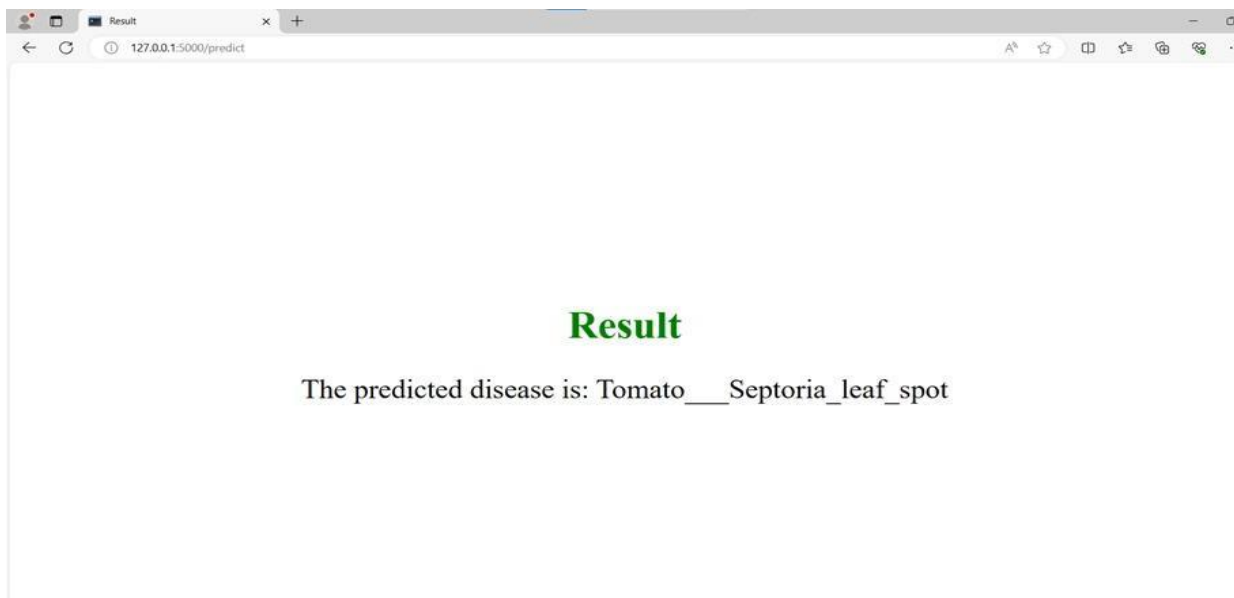 Result
127.0.0.1:5000/predict
Result
The predicted disease is: Tomato___Septoria_leaf_spot